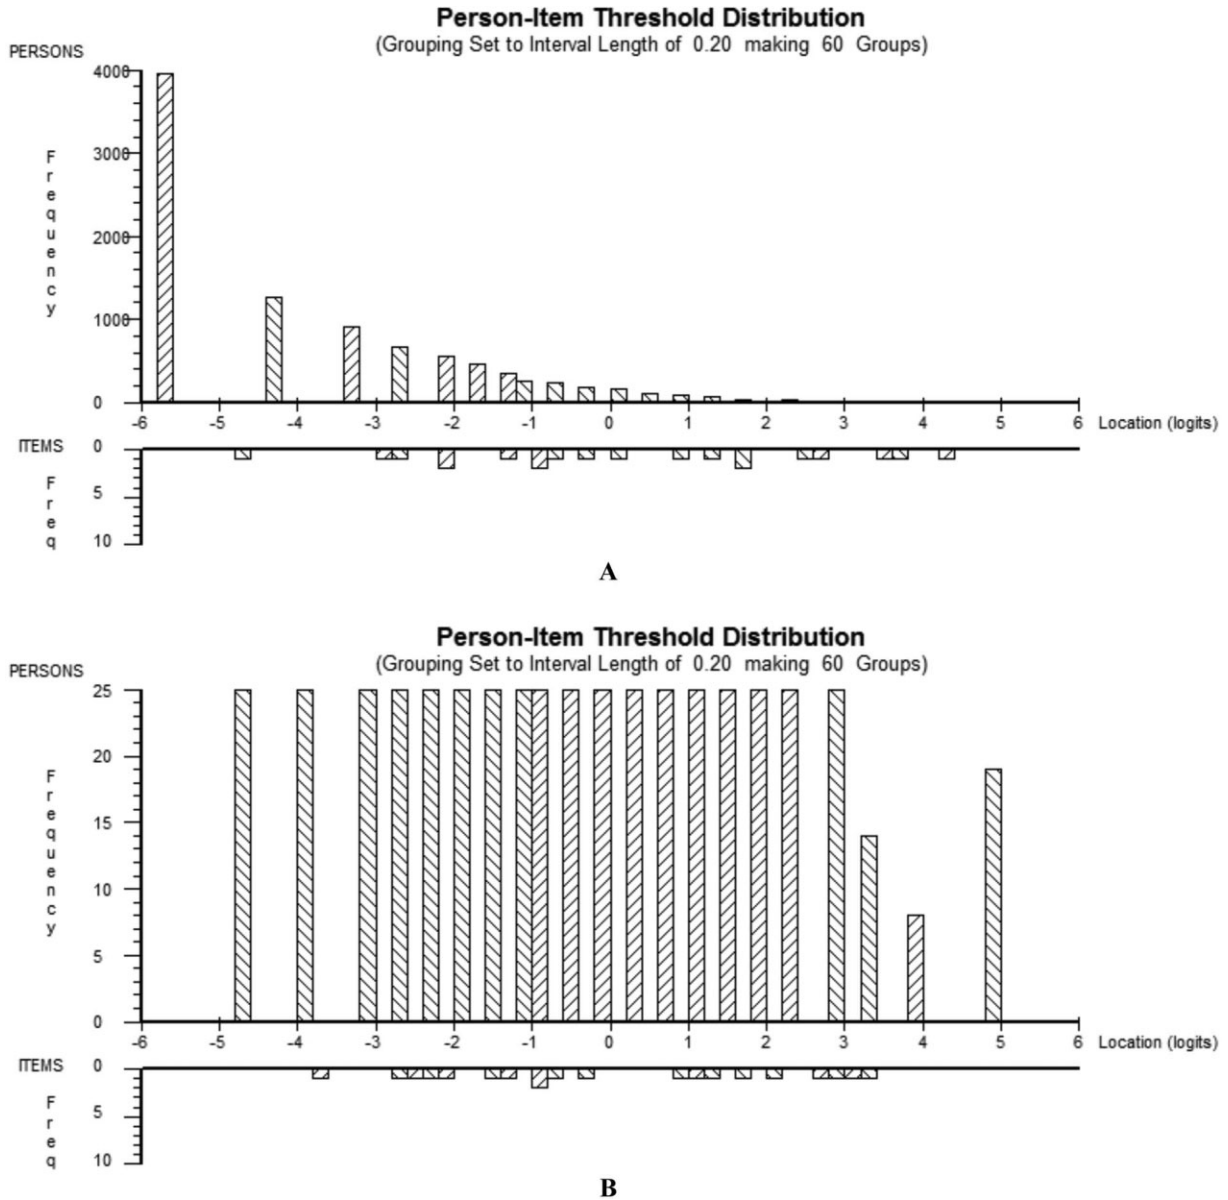 Person-Item Threshold Distribution
(Grouping Set to Interval Length of 0.20 making 60 Groups)
PERSONS
Frequency
4000
3000
2000
1000
0
-6 -5 -4 -3 -2 -1 0 1 2 3 4 5 6 Location (logits)
ITEMS
Freq
0
5
10
A
Person-Item Threshold Distribution
(Grouping Set to Interval Length of 0.20 making 60 Groups)
PERSONS
Frequency
25
20
15
10
5
0
-6 -5 -4 -3 -2 -1 0 1 2 3 4 5 6 Location (logits)
ITEMS
Freq
0
5
10
B